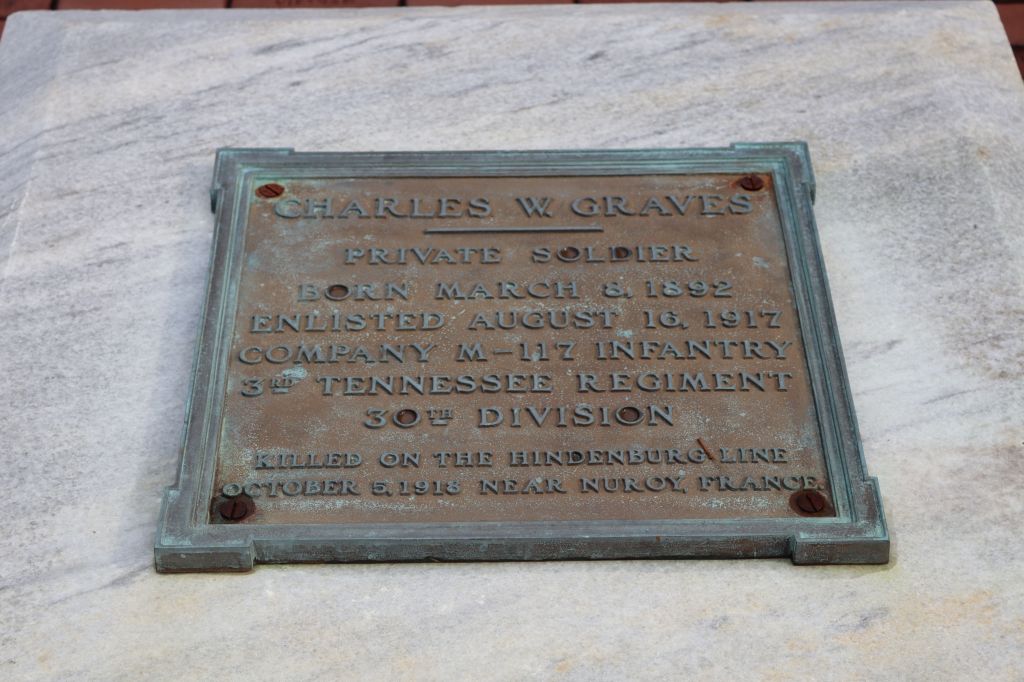 CHARLES W. GRAVES
PRIVATE SOLDIER
BORN MARCH 8, 1892
ENLISTED AUGUST 16, 1917
COMPANY M-117 INFANTRY
3RD TENNESSEE REGIMENT
30TH DIVISION
KILLED ON THE HINDENBURG LINE
OCTOBER 5, 1918 NEAR NUROY, FRANCE.